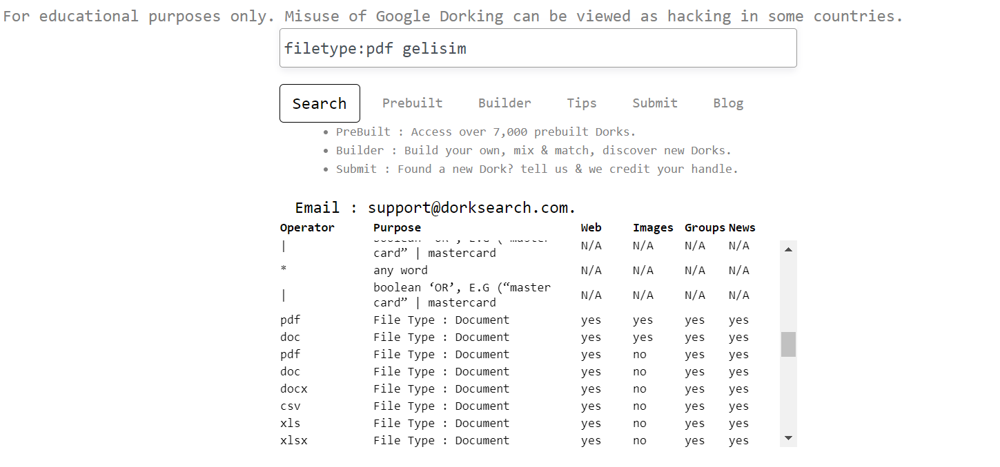 For educational purposes only. Misuse of Google Dorking can be viewed as hacking in some countries.
filetype:pdf gelisim
Search Prebuilt Builder Tips Submit Blog
• PreBuilt : Access over 7,000 prebuilt Dorks.
• Builder : Build your own, mix & match, discover new Dorks.
• Submit : Found a new Dork? tell us & we credit your handle.
Email : support@dorksearch.com.
Operator Purpose Web Images Groups News
| card” | mastercard N/A N/A N/A N/A
* any word N/A N/A N/A N/A
boolean ‘OR’, E.G (“master
| card” | mastercard N/A N/A N/A N/A
pdf File Type : Document yes yes yes yes
doc File Type : Document yes yes yes yes
pdf File Type : Document yes no yes yes
doc File Type : Document yes no yes yes
docx File Type : Document yes no yes yes
csv File Type : Document yes no yes yes
xls File Type : Document yes no yes yes
xlsx File Type : Document yes no yes yes